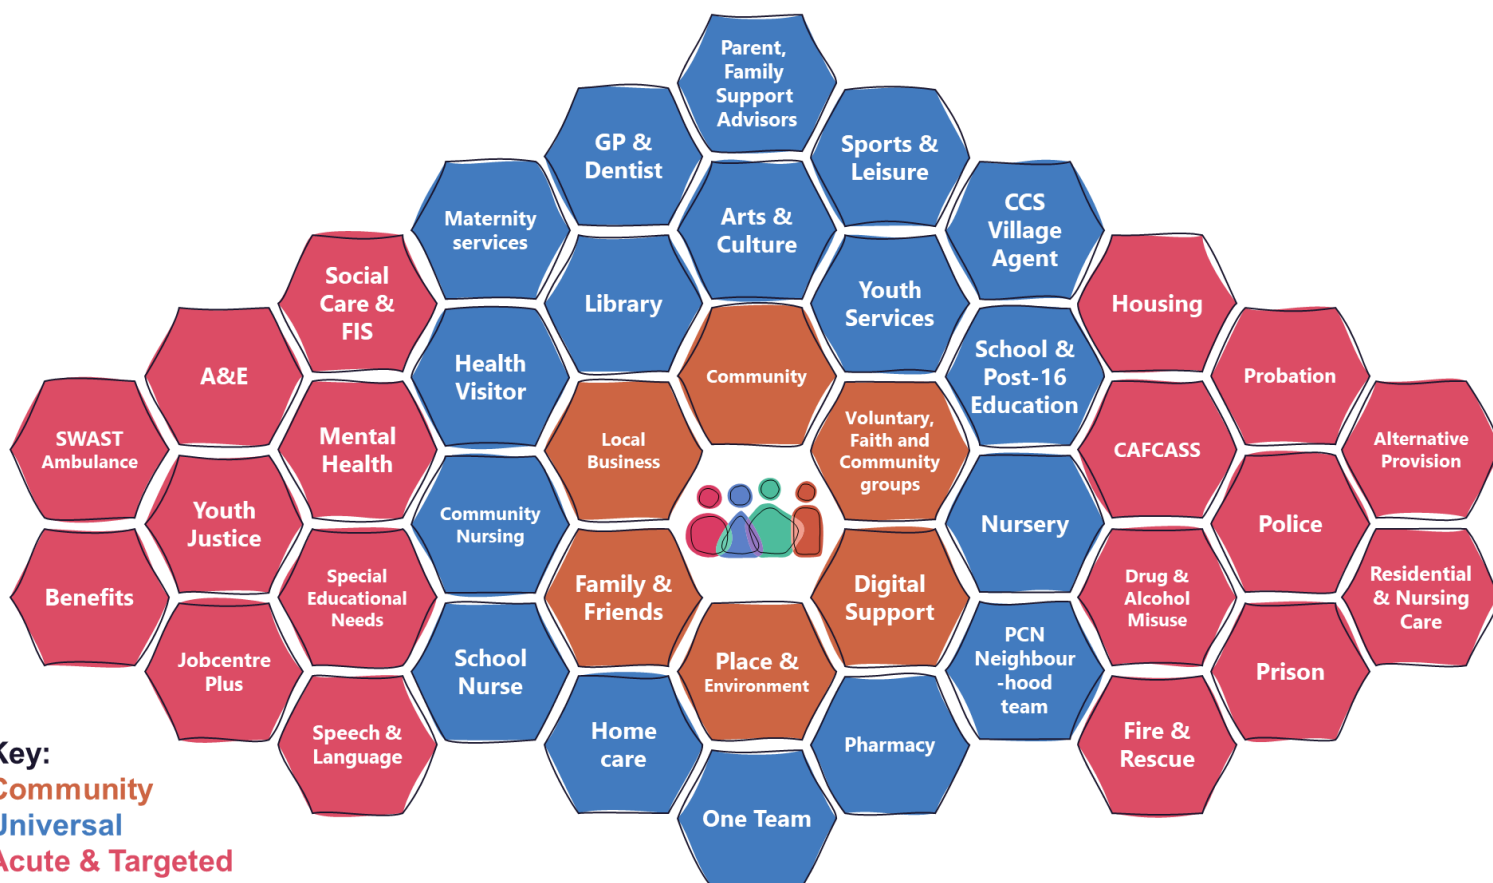 Parent,
Family
Support
Advisors
GP &
Dentist
Sports &
Leisure
Maternity
services
Arts &
Culture
CCS
Village
Agent
Social
Care &
FIS
Library
Youth
Services
Housing
A&E
Health
Visitor
Community
School &
Post-16
Education
Probation
SWAST
Ambulance
Mental
Health
Local
Business
Voluntary,
Faith and
Community
groups
CAFCASS
Alternative
Provision
Youth
Justice
Community
Nursing
Nursery
Police
Benefits
Special
Educational
Needs
Family &
Friends
Digital
Support
Drug &
Alcohol
Misuse
Residential
& Nursing
Care
Jobcentre
Plus
School
Nurse
Place &
Environment
PCN
Neighbour
-hood
team
Prison
Speech &
Language
Home
care
Pharmacy
Fire &
Rescue
One Team
Key:
Community
Universal
Acute & Targeted